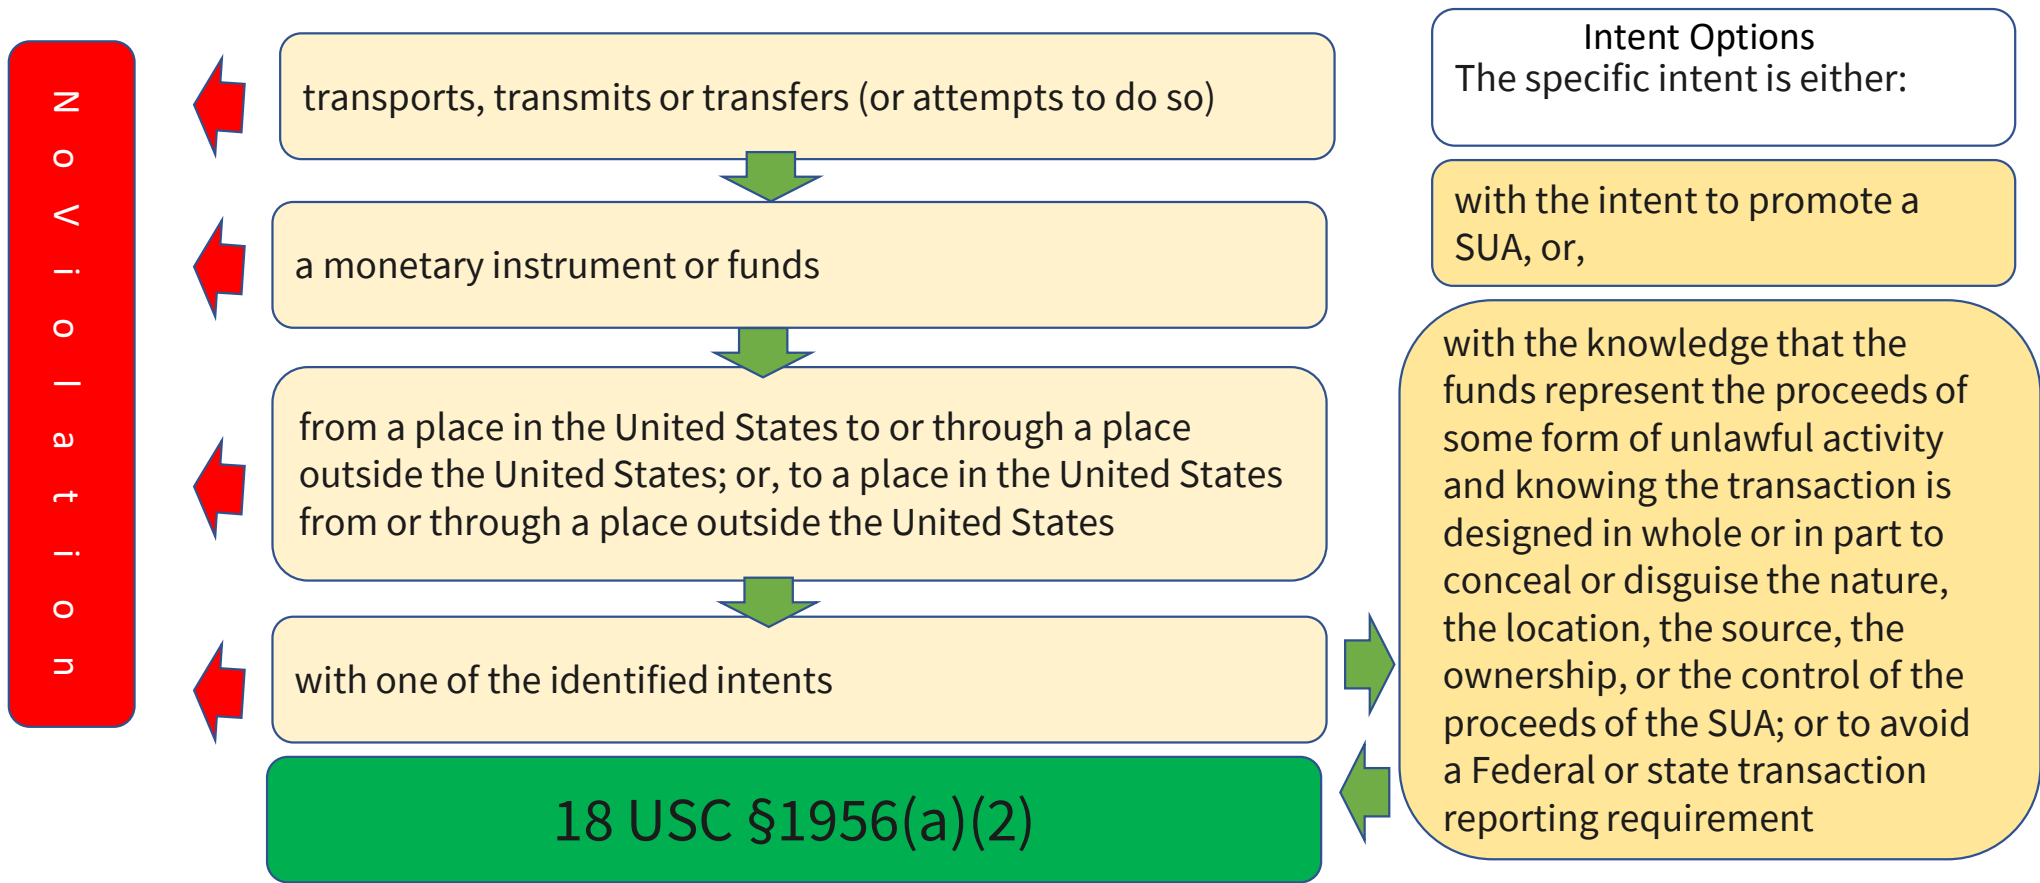 No Violation
transports, transmits or transfers (or attempts to do so)
a monetary instrument or funds
from a place in the United States to or through a place
outside the United States; or, to a place in the United States
from or through a place outside the United States
with one of the identified intents
18 USC §1956(a)(2)
Intent Options
The specific intent is either:
with the intent to promote a
SUA, or,
with the knowledge that the
funds represent the proceeds of
some form of unlawful activity
and knowing the transaction is
designed in whole or in part to
conceal or disguise the nature,
the location, the source, the
ownership, or the control of the
proceeds of the SUA; or to avoid
a Federal or state transaction
reporting requirement